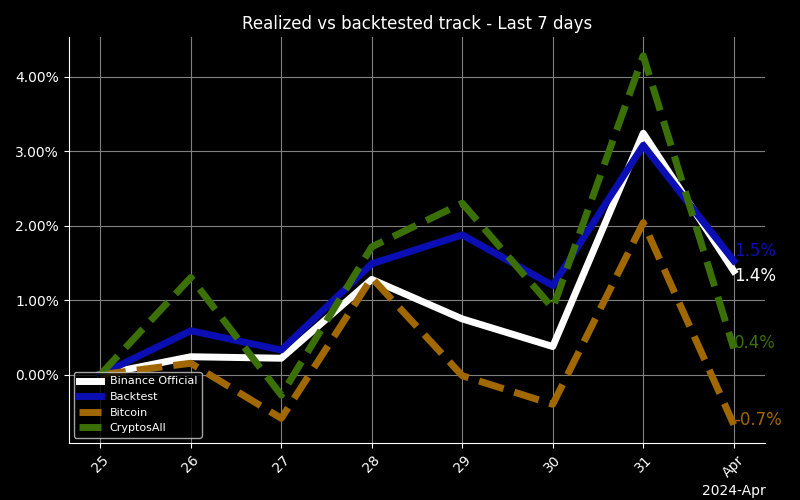 Realized vs backtested track - Last 7 days
4.00%
3.00%
2.00%
1.00%
0.00%
1.5%
1.4%
0.4%
-0.7%
Binance Official
Backtest
Bitcoin
CryptosAll
25
26
27
28
29
30
31
Apr
2024-Apr